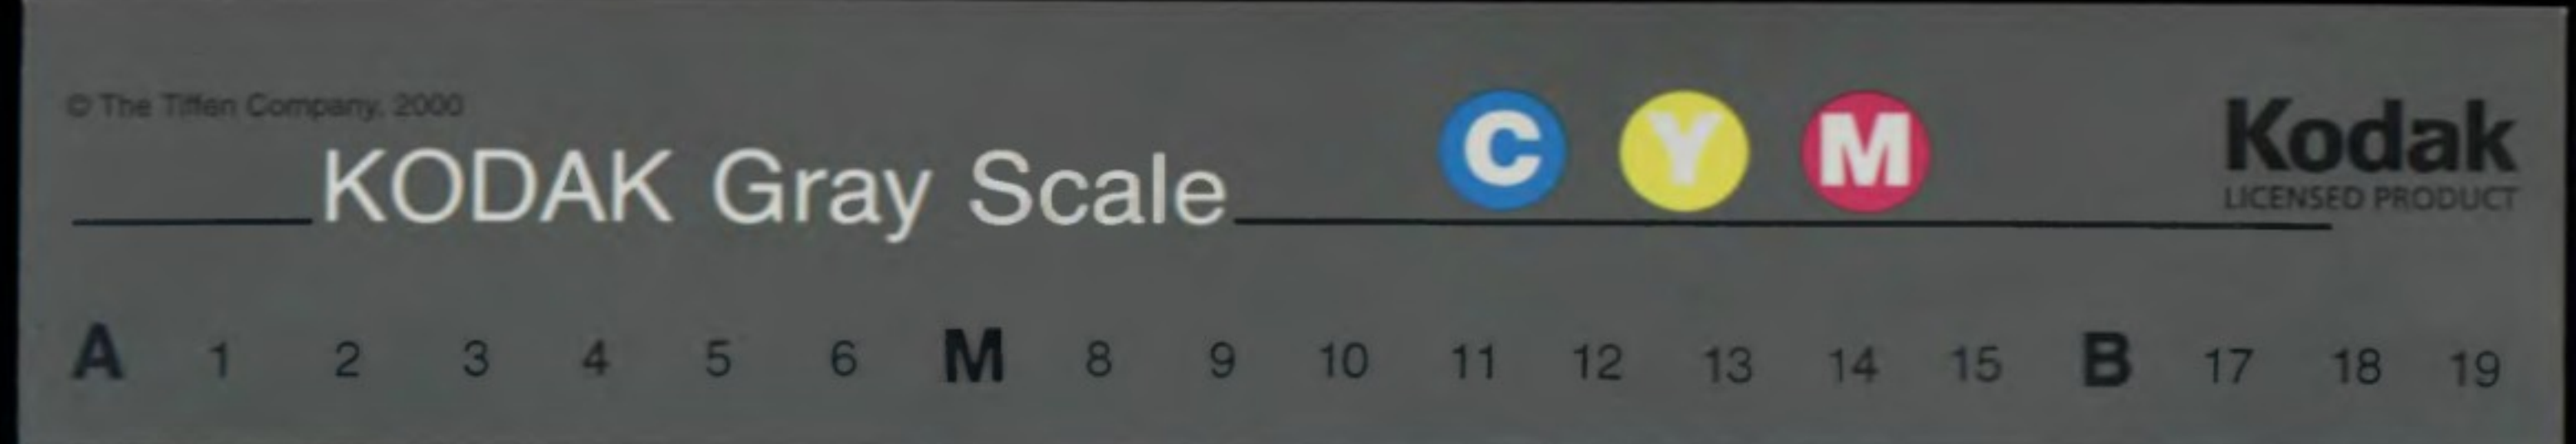 © The Tiffen Company, 2000
KODAK Gray Scale
C Y M
Kodak
LICENSED PRODUCT
A 1 2 3 4 5 6 M 8 9 10 11 12 13 14 15 B 17 18 19